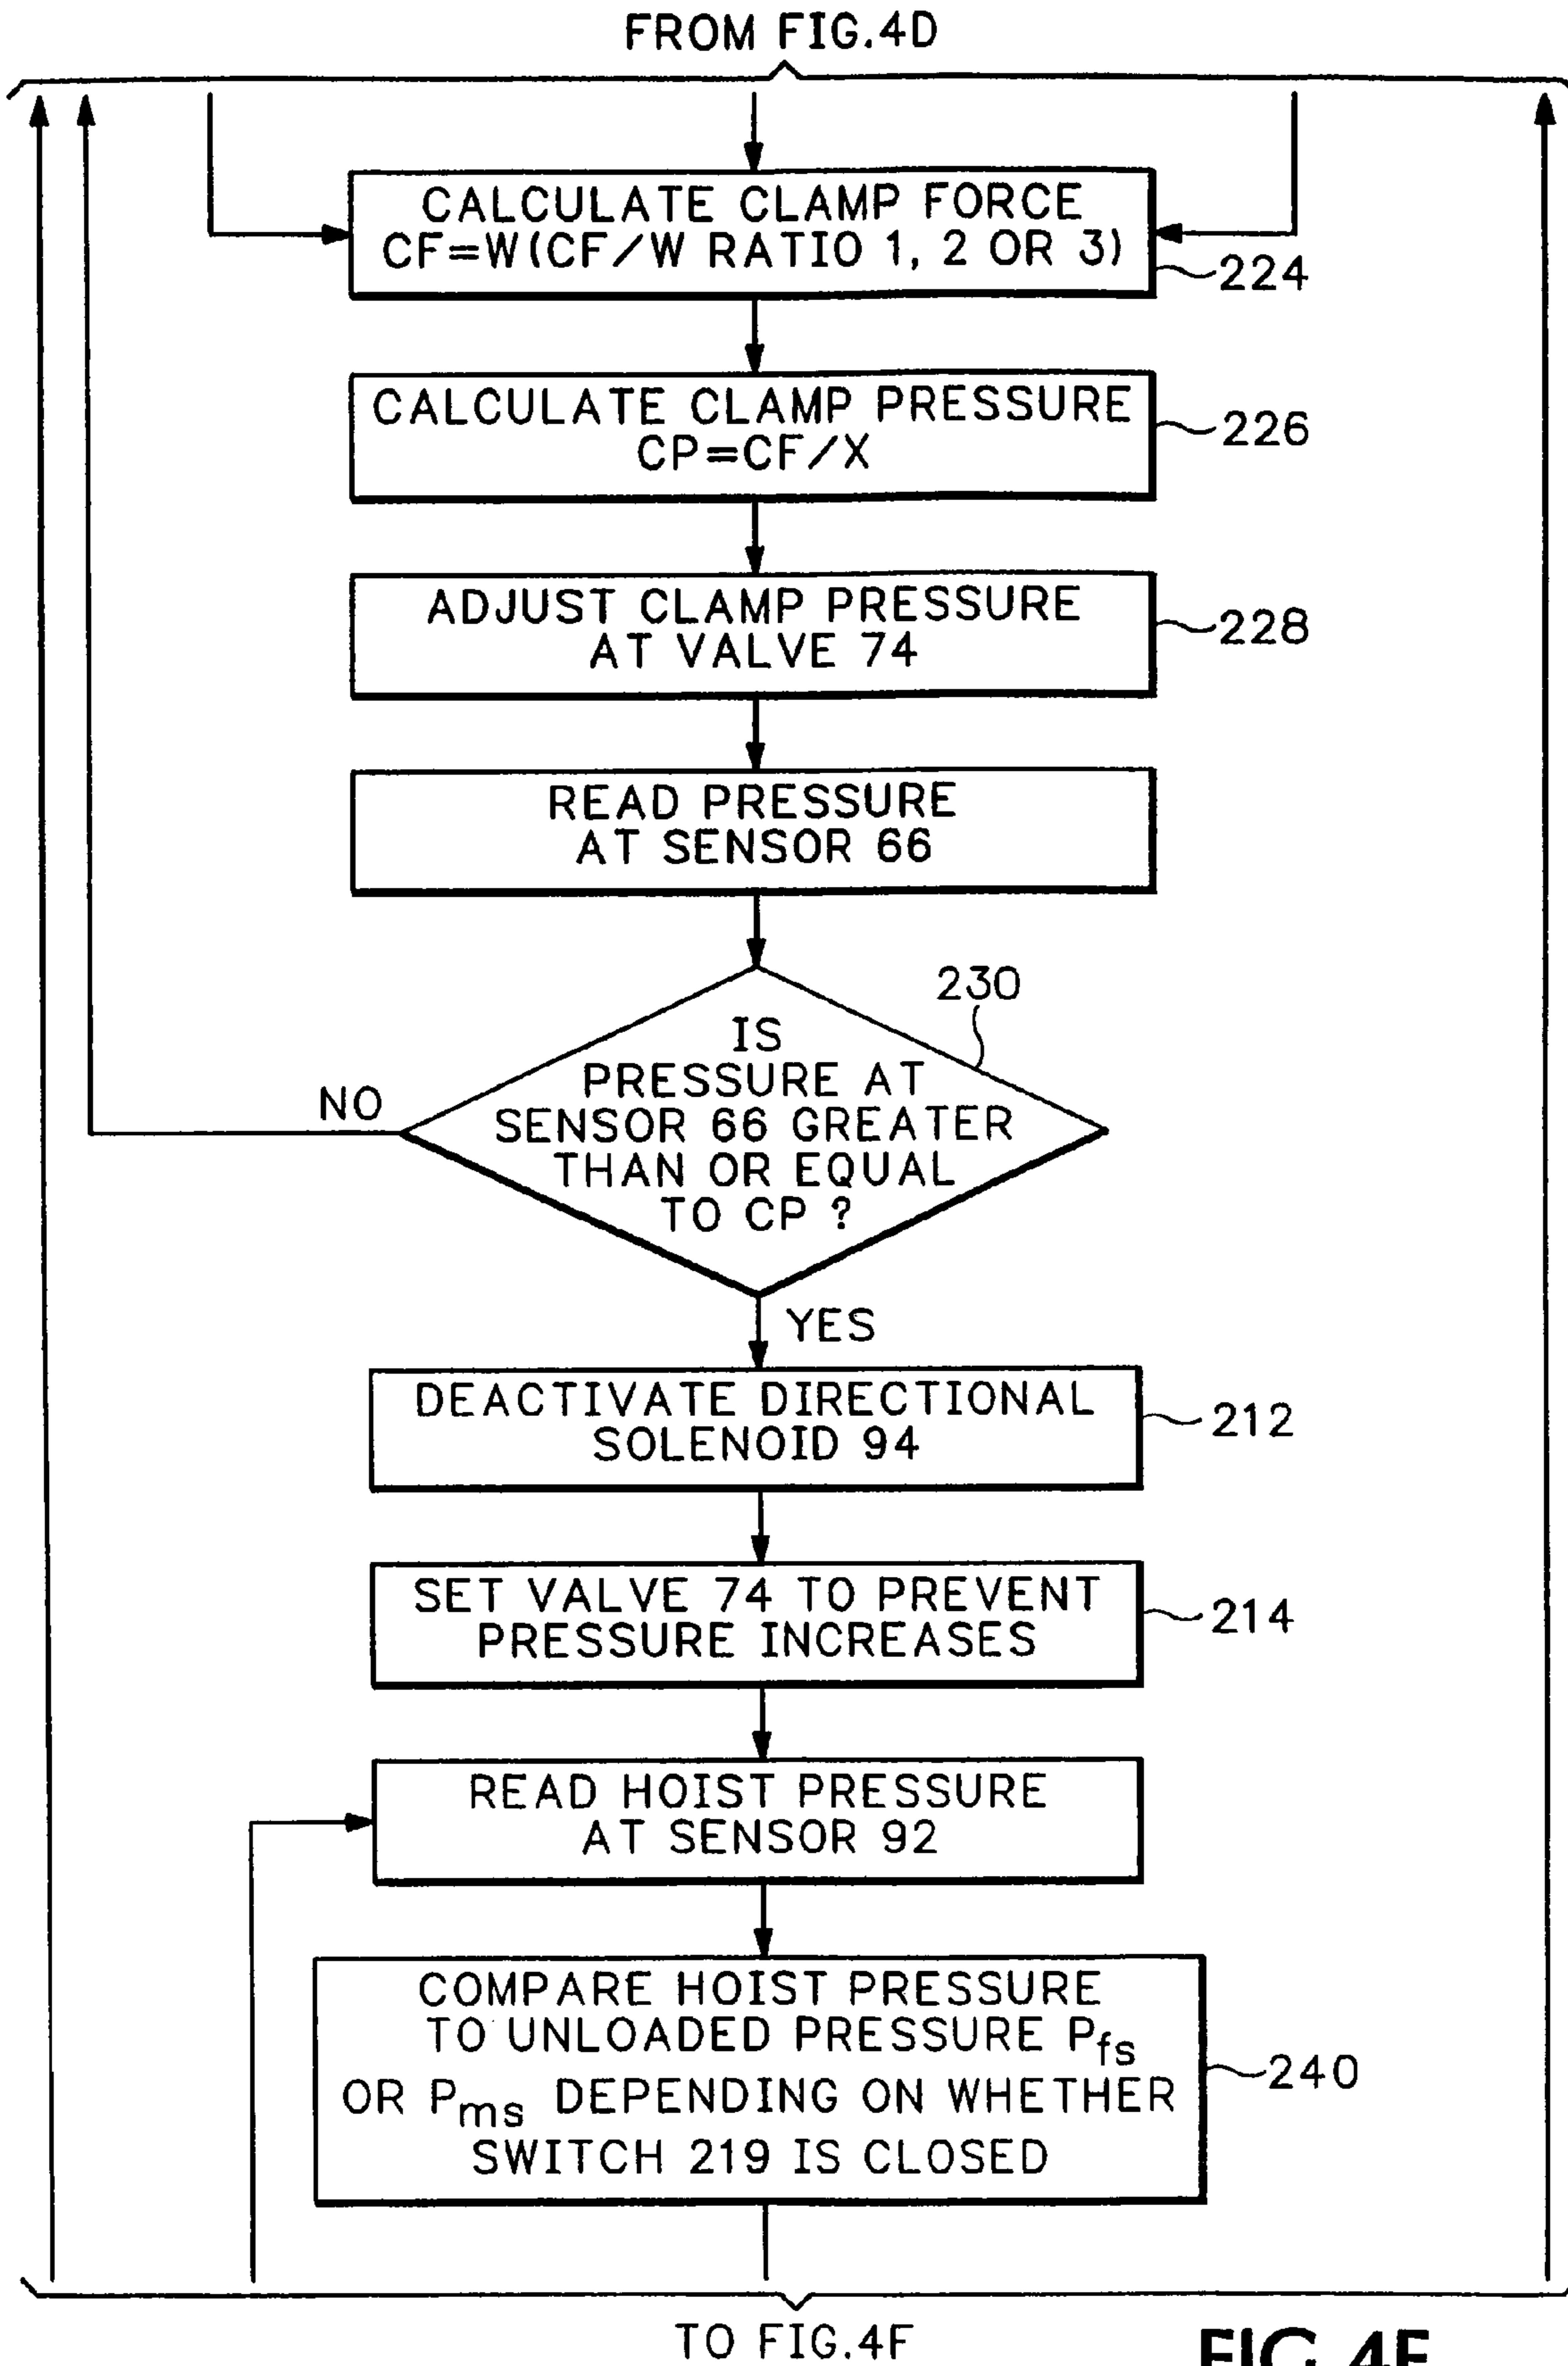 FROM FIG.4D
CALCULATE CLAMP FORCE
CF=W(CF/W RATIO 1, 2 OR 3)
224
CALCULATE CLAMP PRESSURE
CP=CF/X
226
ADJUST CLAMP PRESSURE
AT VALVE 74
228
READ PRESSURE
AT SENSOR 66
230
IS
PRESSURE AT
SENSOR 66 GREATER
THAN OR EQUAL
TO CP ?
NO
YES
DEACTIVATE DIRECTIONAL
SOLENOID 94
212
SET VALVE 74 TO PREVENT
PRESSURE INCREASES
214
READ HOIST PRESSURE
AT SENSOR 92
COMPARE HOIST PRESSURE
TO UNLOADED PRESSURE Pfs
OR Pms DEPENDING ON WHETHER
SWITCH 219 IS CLOSED
240
TO FIG.4F